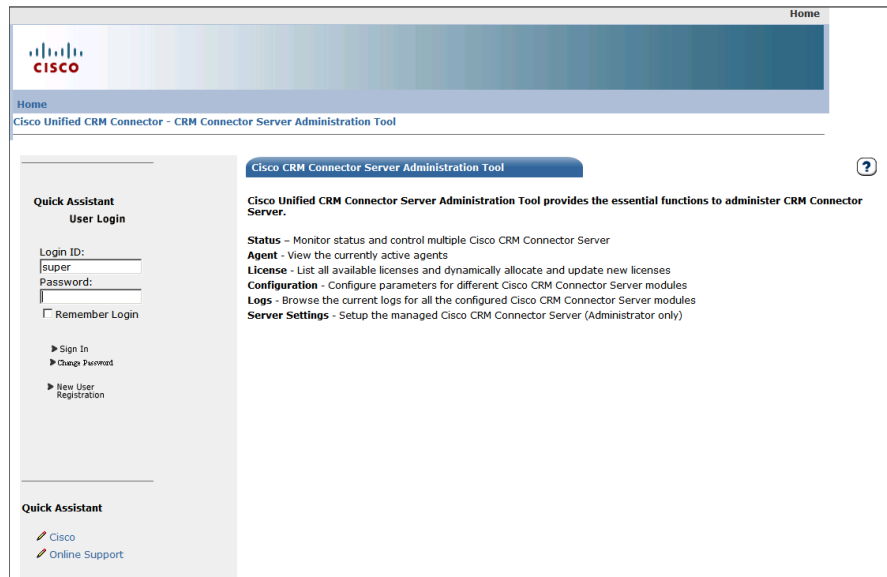 Home
CISCO
Home
Cisco Unified CRM Connector - CRM Connector Server Administration Tool
Quick Assistant
User Login
Login ID:
super
Password:
Remember Login
Sign In
Change Password
New User
Registration
Quick Assistant
Cisco
Online Support
Cisco CRM Connector Server Administration Tool
?
Cisco Unified CRM Connector Server Administration Tool provides the essential functions to administer CRM Connector
Server.
Status – Monitor status and control multiple Cisco CRM Connector Server
Agent - View the currently active agents
License - List all available licenses and dynamically allocate and update new licenses
Configuration - Configure parameters for different Cisco CRM Connector Server modules
Logs - Browse the current logs for all the configured Cisco CRM Connector Server modules
Server Settings - Setup the managed Cisco CRM Connector Server (Administrator only)